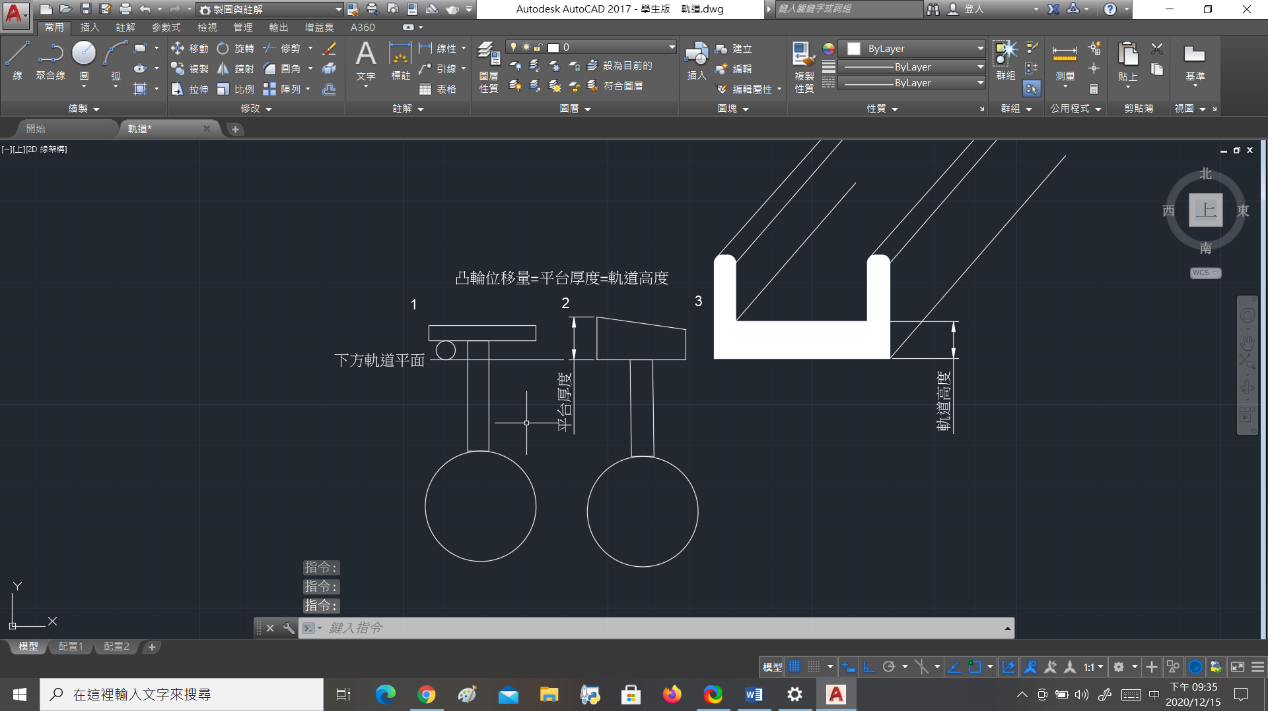 Autodesk AutoCAD 2017 - 學生版 軌道.dwg
製圖與註解
鍵入關鍵字或詞組
登入
常用 插入 註解 參數式 檢視 管理 輸出 增益集 A360
線 聚合線 圓 弧
移動 旋轉 修剪
複製 鏡射 圓角
拉伸 比例 陣列
文字 標註
線性
引線
表格
圖層性質
0
設為目前的
符合圖層
插入
建立
編輯
編輯屬性
複製性質
ByLayer
ByLayer
ByLayer
群組 測量 貼上 基準
繪製 修改 註解 圖層 圖塊 性質 群組 公用程式 剪貼簿 視圖
開始 軌道*
[–][上][2D 線架構]
北
西 上 東
南
WCS
凸輪位移量=平台厚度=軌道高度
1 2 3
下方軌道平面
平台厚度
軌道高度
指令:
指令:
指令:
鍵入指令
Y
X
模型 配置1 配置2
模型 1:1
在這裡輸入文字來搜尋
中
下午 09:35
2020/12/15